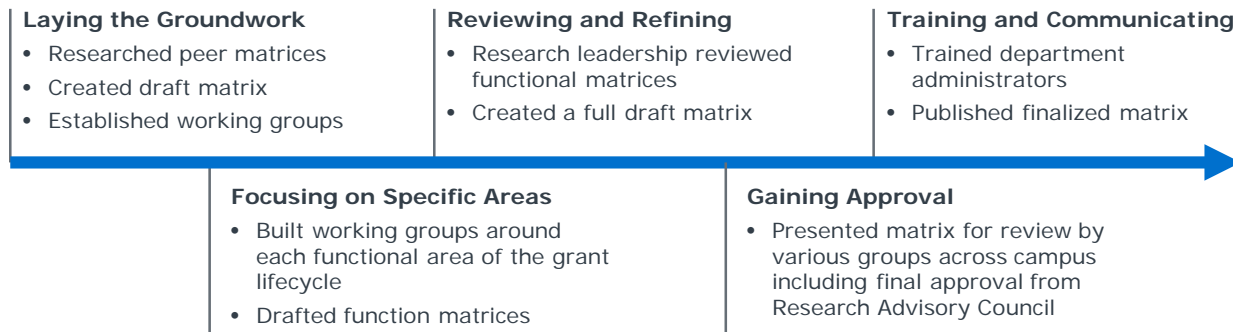 Laying the Groundwork
• Researched peer matrices
• Created draft matrix
• Established working groups
Reviewing and Refining
• Research leadership reviewed
functional matrices
• Created a full draft matrix
Training and Communicating
• Trained department
administrators
• Published finalized matrix
Focusing on Specific Areas
• Built working groups around
each functional area of the grant
lifecycle
• Drafted function matrices
Gaining Approval
• Presented matrix for review by
various groups across campus
including final approval from
Research Advisory Council